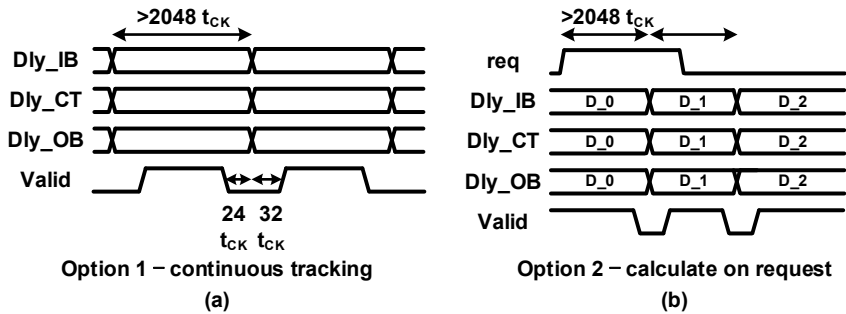 >2048 tCK
Dly_IB
Dly_CT
Dly_OB
Valid
24 32
tCK tCK
Option 1 – continuous tracking
(a)
>2048 tCK
req
Dly_IB D_0 D_1 D_2
Dly_CT D_0 D_1 D_2
Dly_OB D_0 D_1 D_2
Valid
Option 2 – calculate on request
(b)